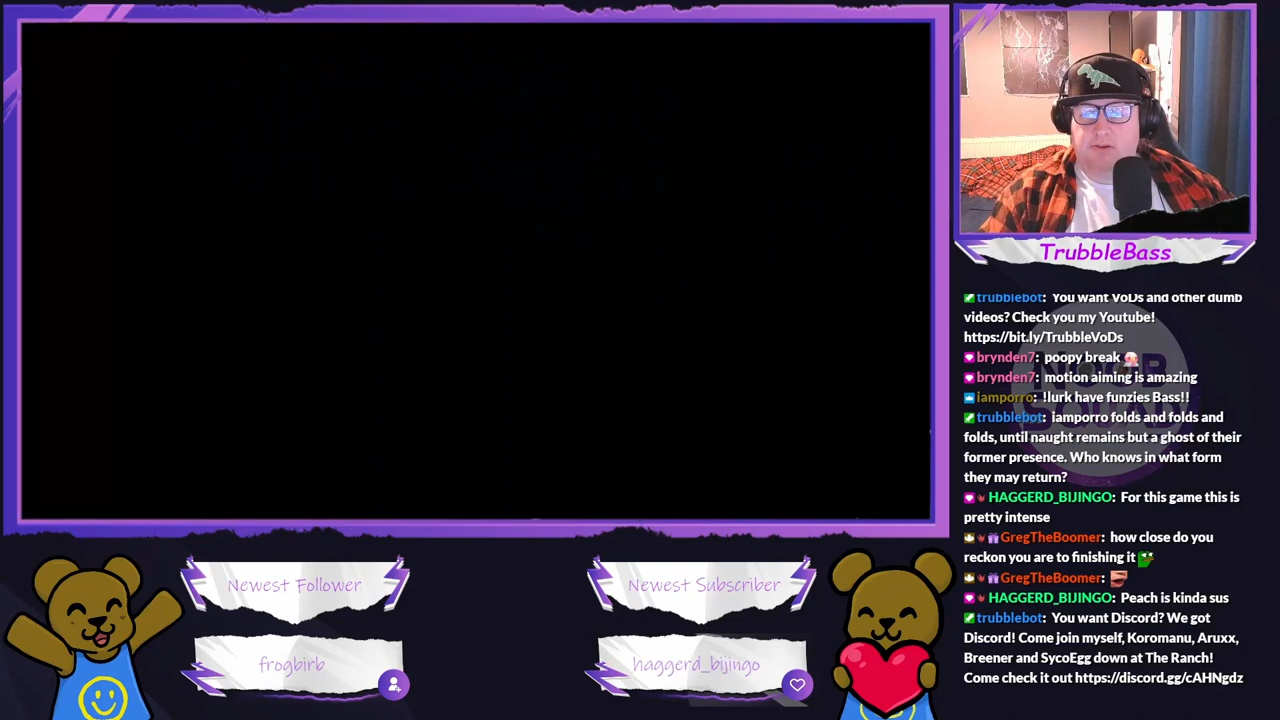 TrubbleBass
trubblebot: You want VoDs and other dumb
videos? Check you my Youtube!
https://bit.ly/TrubbleVoDs
brynden7: poopy break
brynden7: motion aiming is amazing
iamporro: !lurk have funzies Bass!!
trubblebot: iamporro folds and folds and
folds, until naught remains but a ghost of their
former presence. Who knows in what form
they may return?
HAGGERD_BIJINGO: For this game this is
pretty intense
GregTheBoomer: how close do you
reckon you are to finishing it
GregTheBoomer:
HAGGERD_BIJINGO: Peach is kinda sus
trubblebot: You want Discord? We got
Discord! Come join myself, Koromanu, Aruxx,
Breener and SycoEgg down at The Ranch!
Come check it out https://discord.gg/cAHNgdz
NOOB
SQUAD
Newest Follower
frogbirb
Newest Subscriber
haggerd_bijingo